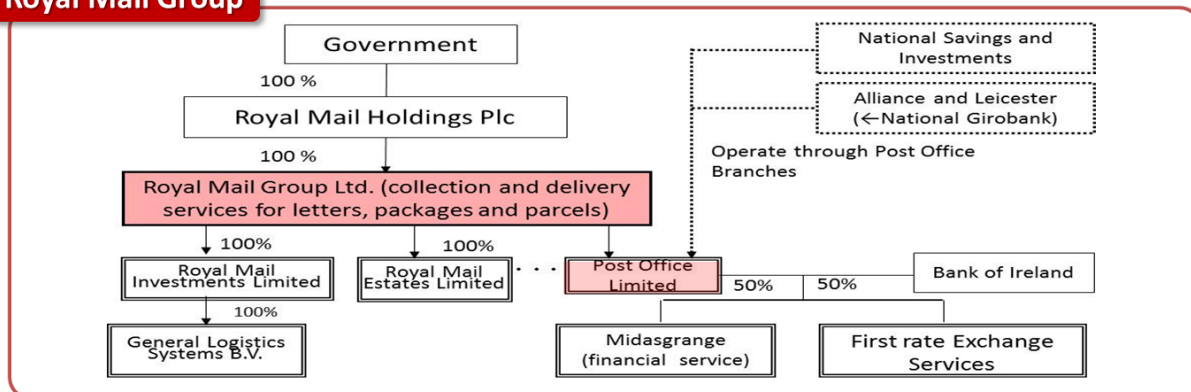 Royal Mail Group
Government
100 %
Royal Mail Holdings Plc
100 %
Royal Mail Group Ltd. (collection and delivery
services for letters, packages and parcels)
National Savings and
Investments
Alliance and Leicester
(←National Girobank)
Operate through Post Office
Branches
100%
100%
Royal Mail
Investments Limited
Royal Mail
Estates Limited
. . .
Post Office
Limited
50%
50%
Bank of Ireland
100%
General Logistics
Systems B.V.
Midasgrange
(financial service)
First rate Exchange
Services